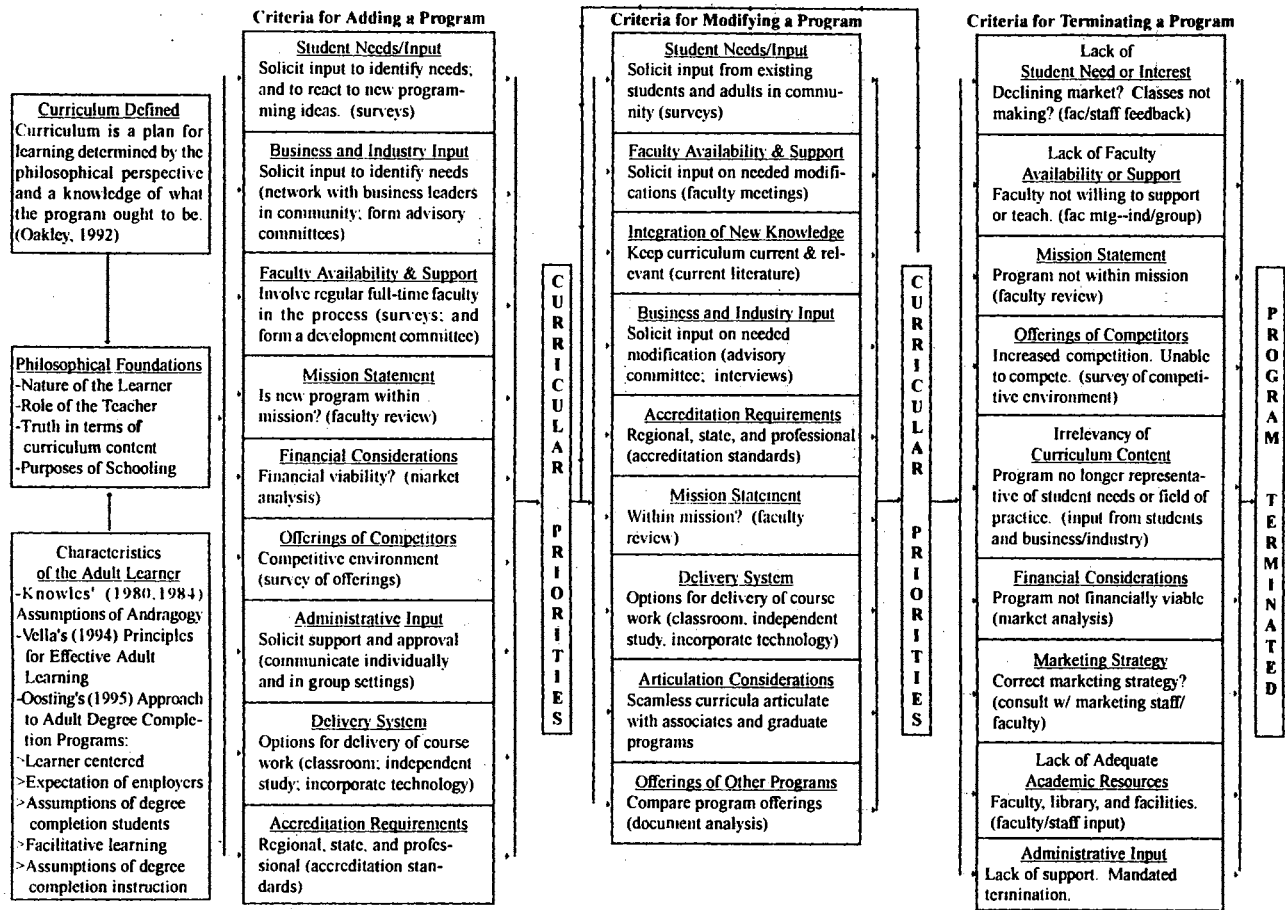 Curriculum Defined
Curriculum is a plan for
learning determined by the
philosophical perspective
and a knowledge of what
the program ought to be.
(Oakley, 1992)
Philosophical Foundations
-Nature of the Learner
-Role of the Teacher
-Truth in terms of
curriculum content
-Purposes of Schooling
Characteristics
of the Adult Learner
-Knowles' (1980,1984)
Assumptions of Andragogy
-Vella's (1994) Principles
for Effective Adult
Learning
-Oosting's (1995) Approach
to Adult Degree Comple-
tion Programs:
>Learner centered
>Expectation of employers
>Assumptions of degree
completion students
>Facilitative learning
>Assumptions of degree
completion instruction
Criteria for Adding a Program
Student Needs/Input
Solicit input to identify needs;
and to react to new program-
ming ideas. (surveys)
Business and Industry Input
Solicit input to identify needs
(network with business leaders
in community; form advisory
committees)
Faculty Availability & Support
Involve regular full-time faculty
in the process (surveys; and
form a development committee)
Mission Statement
Is new program within
mission? (faculty review)
Financial Considerations
Financial viability? (market
analysis)
Offerings of Competitors
Competitive environment
(survey of offerings)
Administrative Input
Solicit support and approval
(communicate individually
and in group settings)
Delivery System
Options for delivery of course
work (classroom; independent
study; incorporate technology)
Accreditation Requirements
Regional, state, and profes-
sional (accreditation stan-
dards)
CURRICULAR PRIORITIES
Criteria for Modifying a Program
Student Needs/Input
Solicit input from existing
students and adults in commu-
nity (surveys)
Faculty Availability & Support
Solicit input on needed modifi-
cations (faculty meetings)
Integration of New Knowledge
Keep curriculum current & rel-
evant (current literature)
Business and Industry Input
Solicit input on needed
modification (advisory
committee; interviews)
Accreditation Requirements
Regional, state, and professional
(accreditation standards)
Mission Statement
Within mission? (faculty
review)
Delivery System
Options for delivery of course
work (classroom, independent
study, incorporate technology)
Articulation Considerations
Seamless curricula articulate
with associates and graduate
programs
Offerings of Other Programs
Compare program offerings
(document analysis)
CURRICULAR PRIORITIES
Criteria for Terminating a Program
Lack of
Student Need or Interest
Declining market? Classes not
making? (fac/staff feedback)
Lack of Faculty
Availability or Support
Faculty not willing to support
or teach. (fac mtg--ind/group)
Mission Statement
Program not within mission
(faculty review)
Offerings of Competitors
Increased competition. Unable
to compete. (survey of competi-
tive environment)
Irrelevancy of
Curriculum Content
Program no longer representa-
tive of student needs or field of
practice. (input from students
and business/industry)
Financial Considerations
Program not financially viable
(market analysis)
Marketing Strategy
Correct marketing strategy?
(consult w/ marketing staff/
faculty)
Lack of Adequate
Academic Resources
Faculty, library, and facilities.
(faculty/staff input)
Administrative Input
Lack of support. Mandated
termination.
PROGRAM TERMINATED